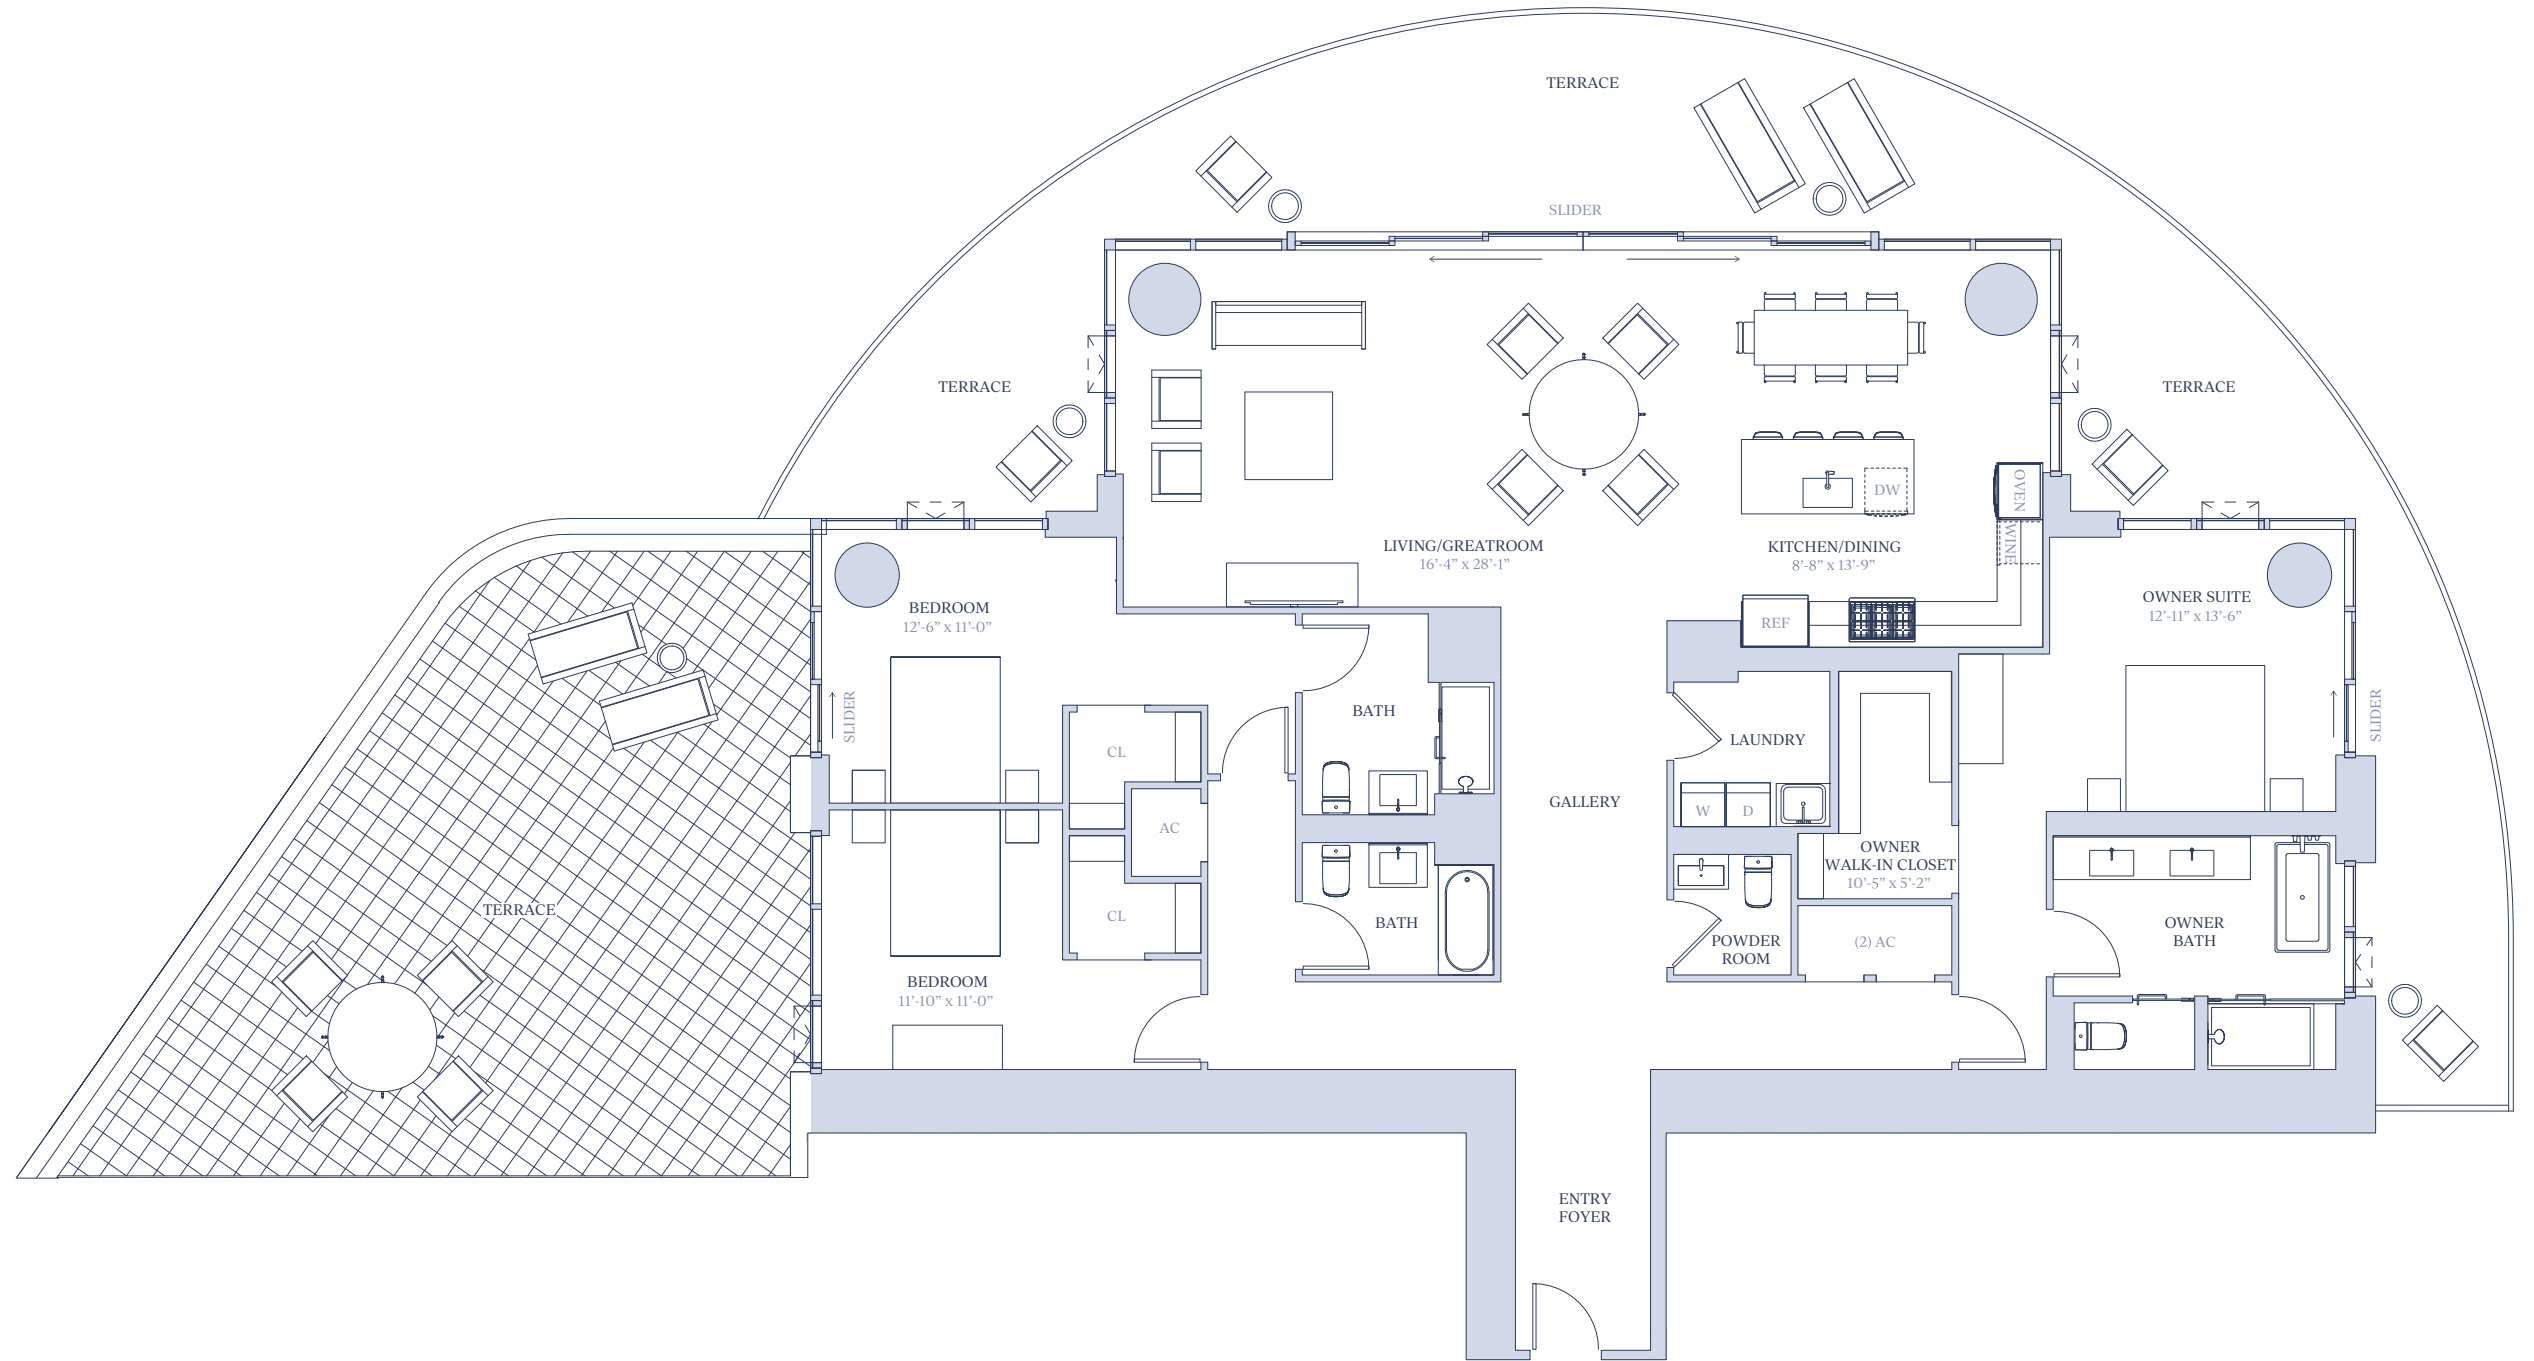 TERRACE
SLIDER
TERRACE
TERRACE
DW
OVEN
WINE
LIVING/GREATROOM
16'-4" x 28'-1"
KITCHEN/DINING
8'-8" x 13'-9"
BEDROOM
12'-6" x 11'-0"
OWNER SUITE
12'-11" x 13'-6"
REF
SLIDER
BATH
LAUNDRY
SLIDER
CL
GALLERY
W
D
AC
OWNER
WALK-IN CLOSET
10'-5" x 5'-2"
TERRACE
CL
BATH
POWDER
ROOM
(2) AC
OWNER
BATH
BEDROOM
11'-10" x 11'-0"
ENTRY
FOYER